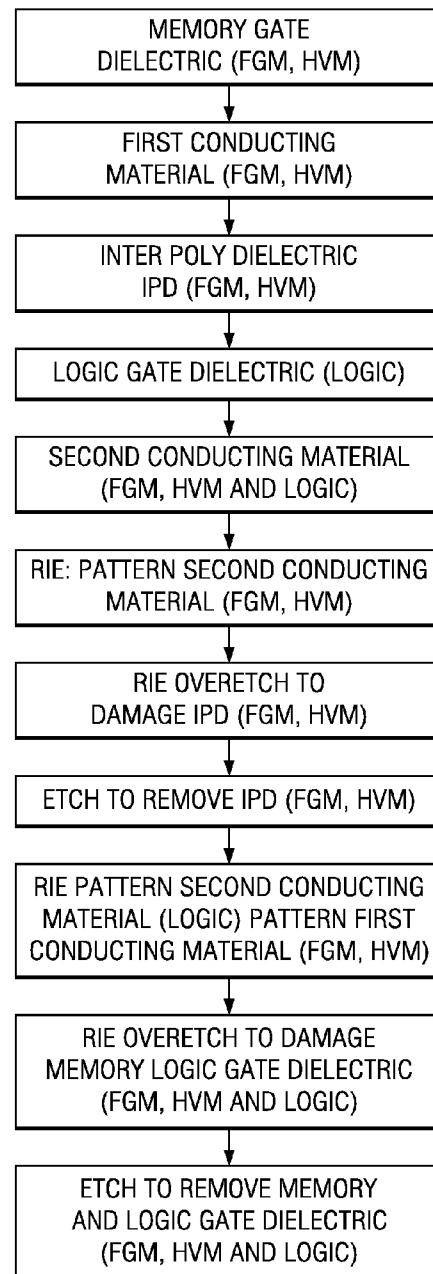 MEMORY GATE
DIELECTRIC (FGM, HVM)
FIRST CONDUCTING
MATERIAL (FGM, HVM)
INTER POLY DIELECTRIC
IPD (FGM, HVM)
LOGIC GATE DIELECTRIC (LOGIC)
SECOND CONDUCTING MATERIAL
(FGM, HVM AND LOGIC)
RIE: PATTERN SECOND CONDUCTING
MATERIAL (FGM, HVM)
RIE OVERETCH TO
DAMAGE IPD (FGM, HVM)
ETCH TO REMOVE IPD (FGM, HVM)
RIE PATTERN SECOND CONDUCTING
MATERIAL (LOGIC) PATTERN FIRST
CONDUCTING MATERIAL (FGM, HVM)
RIE OVERETCH TO DAMAGE
MEMORY LOGIC GATE DIELECTRIC
(FGM, HVM AND LOGIC)
ETCH TO REMOVE MEMORY
AND LOGIC GATE DIELECTRIC
(FGM, HVM AND LOGIC)